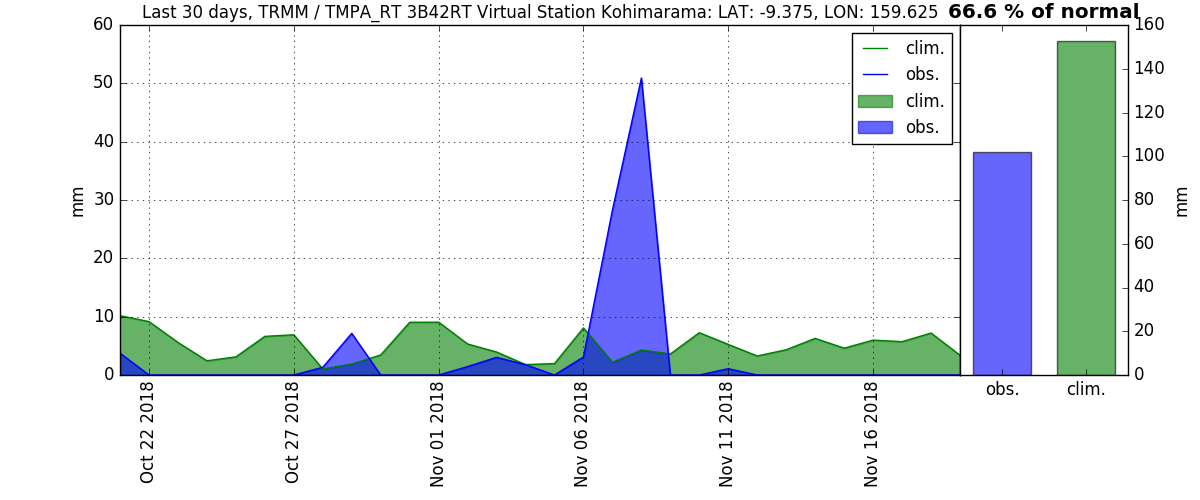 Last 30 days, TRMM / TMPA_RT 3B42RT Virtual Station Kohimarama: LAT: -9.375, LON: 159.625
66.6 % of normal
60
50
40
30
20
10
0
mm
clim.
obs.
clim.
obs.
Oct 22 2018
Oct 27 2018
Nov 01 2018
Nov 06 2018
Nov 11 2018
Nov 16 2018
160
140
120
100
80
60
40
20
0
mm
obs.
clim.